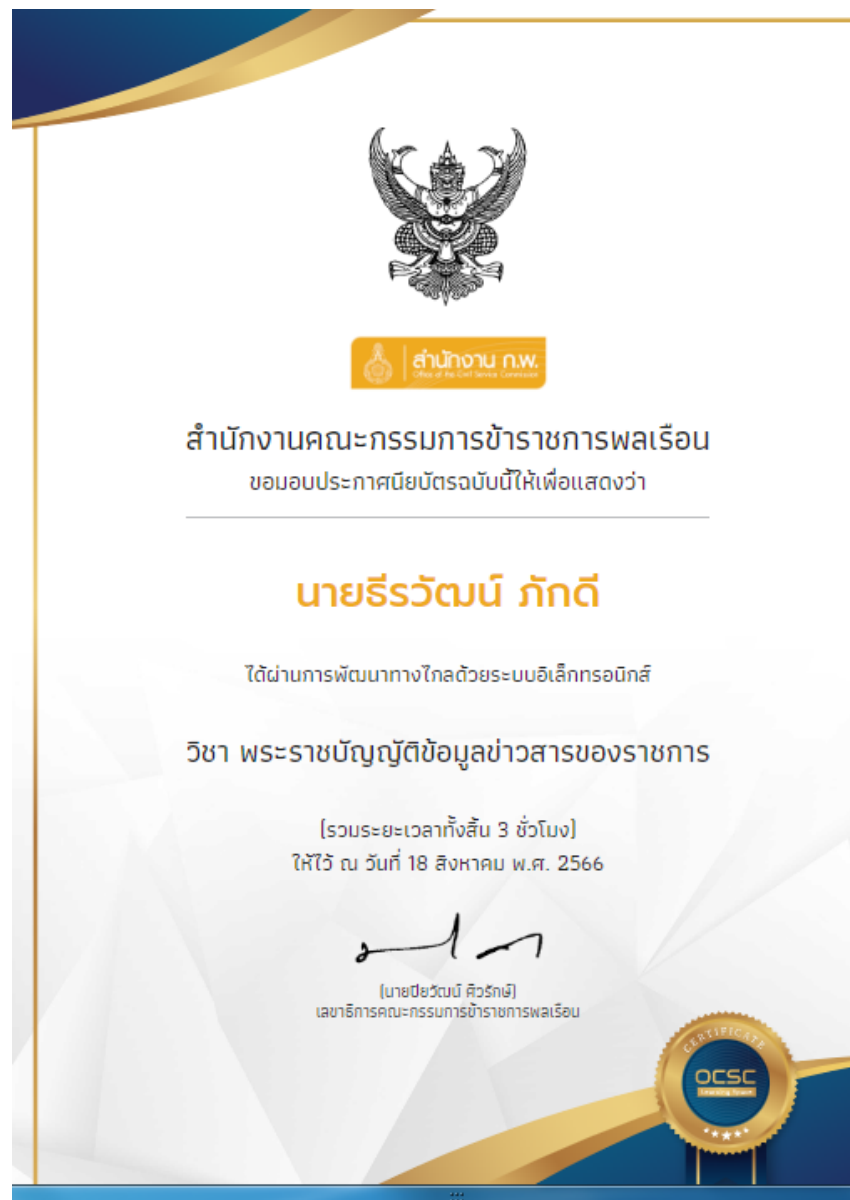 สำนักงาน ก.พ.
Office of the Civil Service Commission
สำนักงานคณะกรรมการข้าราชการพลเรือน
ขอมอบประกาศนียบัตรฉบับนี้ให้เพื่อแสดงว่า
นายธีรวัฒน์ ภักดี
ได้ผ่านการพัฒนาทางไกลด้วยระบบอิเล็กทรอนิกส์
วิชา พระราชบัญญัติข้อมูลข่าวสารของราชการ
(รวมระยะเวลาทั้งสิ้น 3 ชั่วโมง)
ให้ไว้ ณ วันที่ 18 สิงหาคม พ.ศ. 2566
(นายปิยวัฒน์ ศิวรักษ์)
เลขาธิการคณะกรรมการข้าราชการพลเรือน
CERTIFICATE
OCSC
Learning Space